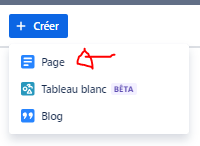 + Créer
Page
Tableau blanc BÊTA
Blog